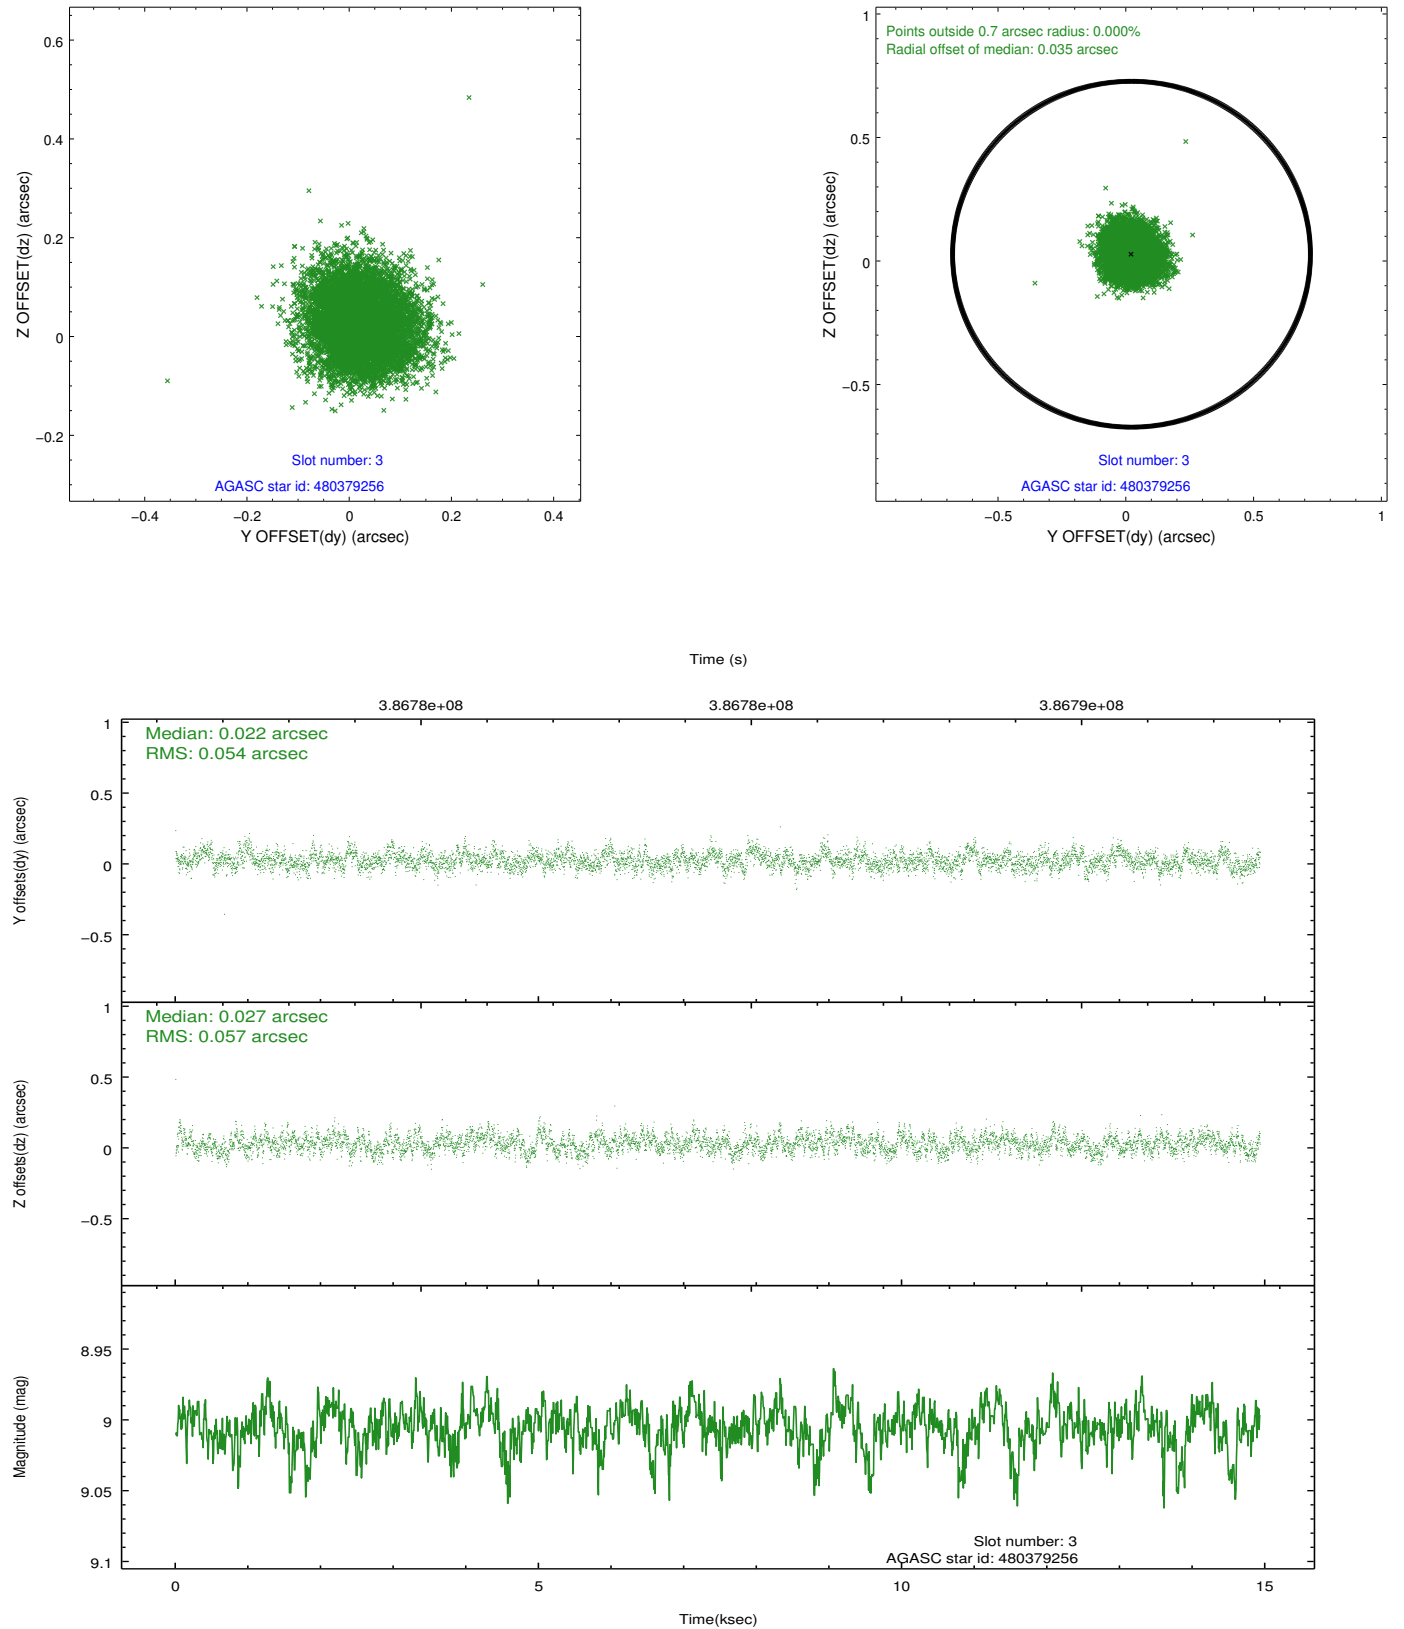 0.6
0.4
0.2
0
−0.2
Z OFFSET(dz) (arcsec)
Slot number: 3
AGASC star id: 480379256
−0.4 −0.2 0 0.2 0.4
Y OFFSET(dy) (arcsec)
Points outside 0.7 arcsec radius: 0.000%
Radial offset of median: 0.035 arcsec
1
0.5
0
−0.5
Z OFFSET(dz) (arcsec)
Slot number: 3
AGASC star id: 480379256
−0.5 0 0.5 1
Y OFFSET(dy) (arcsec)
Time (s)
3.8678e+08 3.8678e+08 3.8679e+08
Median: 0.022 arcsec
RMS: 0.054 arcsec
1
0.5
0
−0.5
Y offsets(dy) (arcsec)
Median: 0.027 arcsec
RMS: 0.057 arcsec
1
0.5
0
−0.5
Z offsets(dz) (arcsec)
8.95
9
9.05
9.1
Magnitude (mag)
Slot number: 3
AGASC star id: 480379256
0 5 10 15
Time(ksec)